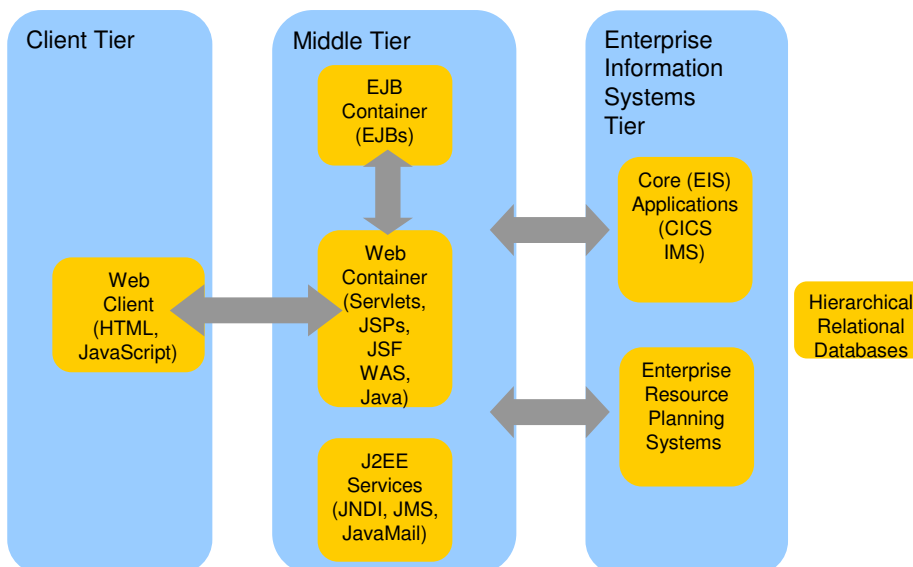 Client Tier
Web
Client
(HTML,
JavaScript)
Middle Tier
EJB
Container
(EJBs)
Web
Container
(Servlets,
JSPs,
JSF
WAS,
Java)
J2EE
Services
(JNDI, JMS,
JavaMail)
Enterprise
Information
Systems
Tier
Core (EIS)
Applications
(CICS
IMS)
Enterprise
Resource
Planning
Systems
Hierarchical
Relational
Databases